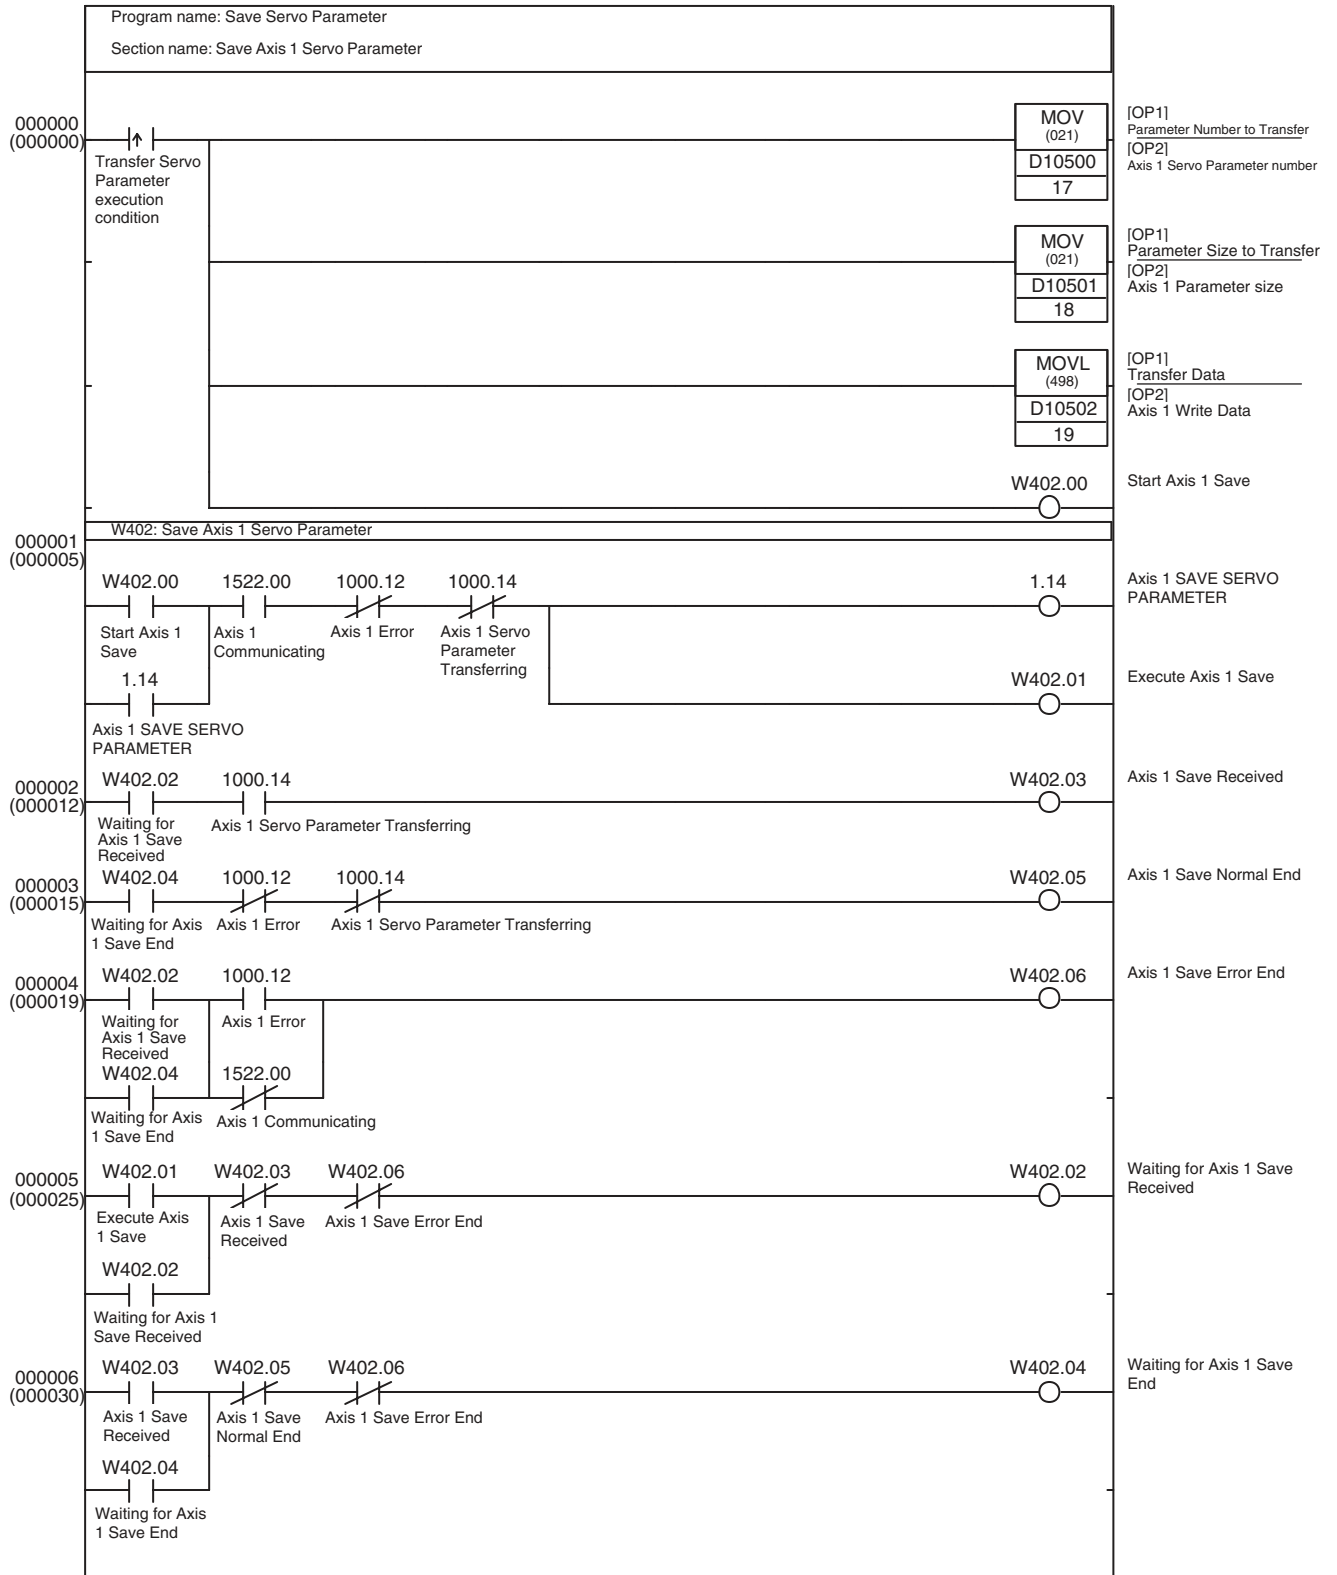 Program name: Save Servo Parameter
Section name: Save Axis 1 Servo Parameter
000000
(000000)
Transfer Servo
Parameter
execution
condition
MOV
(021)
D10500
17
[OP1]
Parameter Number to Transfer
[OP2]
Axis 1 Servo Parameter number
MOV
(021)
D10501
18
[OP1]
Parameter Size to Transfer
[OP2]
Axis 1 Parameter size
MOVL
(498)
D10502
19
[OP1]
Transfer Data
[OP2]
Axis 1 Write Data
W402.00
Start Axis 1 Save
W402: Save Axis 1 Servo Parameter
000001
(000005)
W402.00 1522.00 1000.12 1000.14 1.14
Axis 1 SAVE SERVO
PARAMETER
Start Axis 1
Save
Axis 1
Communicating
Axis 1 Error
Axis 1 Servo
Parameter
Transferring
1.14
Axis 1 SAVE SERVO
PARAMETER
W402.01
Execute Axis 1 Save
000002
(000012)
W402.02 1000.14 W402.03
Axis 1 Save Received
Waiting for
Axis 1 Save
Received
Axis 1 Servo Parameter Transferring
000003
(000015)
W402.04 1000.12 1000.14 W402.05
Axis 1 Save Normal End
Waiting for Axis
1 Save End
Axis 1 Error
Axis 1 Servo Parameter Transferring
000004
(000019)
W402.02 1000.12 W402.06
Axis 1 Save Error End
Waiting for
Axis 1 Save
Received
Axis 1 Error
W402.04 1522.00
Waiting for Axis
1 Save End
Axis 1 Communicating
000005
(000025)
W402.01 W402.03 W402.06 W402.02
Waiting for Axis 1 Save
Received
Execute Axis
1 Save
Axis 1 Save
Received
Axis 1 Save Error End
W402.02
Waiting for Axis 1
Save Received
000006
(000030)
W402.03 W402.05 W402.06 W402.04
Waiting for Axis 1 Save
End
Axis 1 Save
Received
Axis 1 Save
Normal End
Axis 1 Save Error End
W402.04
Waiting for Axis
1 Save End